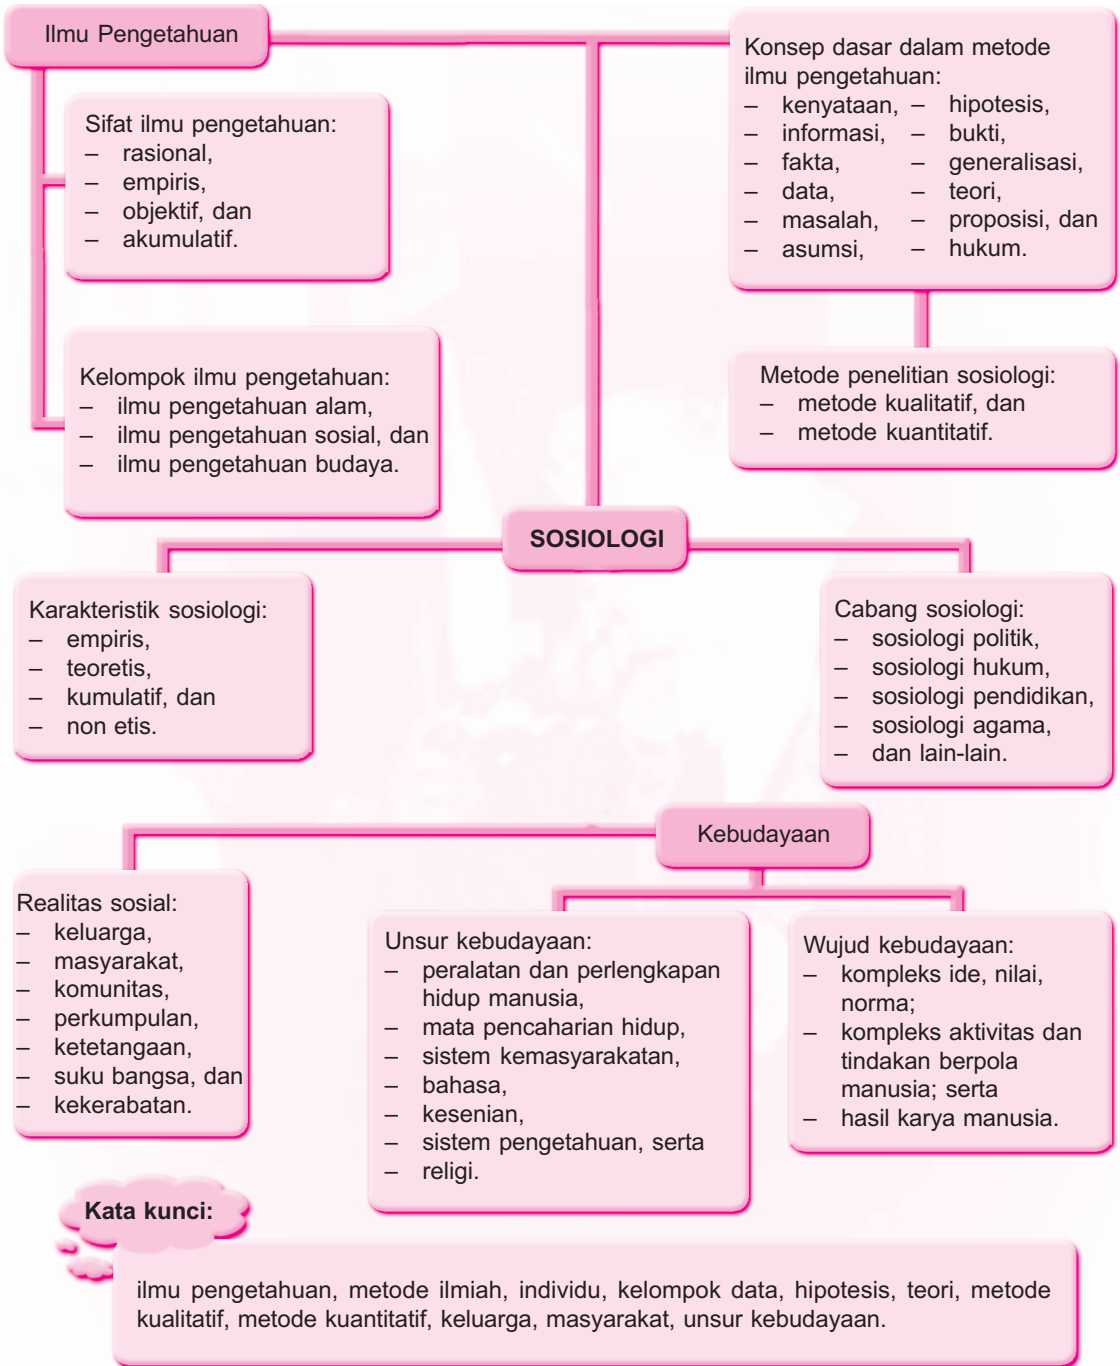 Ilmu Pengetahuan
Sifat ilmu pengetahuan:
– rasional,
– empiris,
– objektif, dan
– akumulatif.
Kelompok ilmu pengetahuan:
– ilmu pengetahuan alam,
– ilmu pengetahuan sosial, dan
– ilmu pengetahuan budaya.
Konsep dasar dalam metode
ilmu pengetahuan:
– kenyataan, – hipotesis,
– informasi, – bukti,
– fakta, – generalisasi,
– data, – teori,
– masalah, – proposisi, dan
– asumsi, – hukum.
Metode penelitian sosiologi:
– metode kualitatif, dan
– metode kuantitatif.
SOSIOLOGI
Karakteristik sosiologi:
– empiris,
– teoretis,
– kumulatif, dan
– non etis.
Cabang sosiologi:
– sosiologi politik,
– sosiologi hukum,
– sosiologi pendidikan,
– sosiologi agama,
– dan lain-lain.
Kebudayaan
Realitas sosial:
– keluarga,
– masyarakat,
– komunitas,
– perkumpulan,
– ketetangaan,
– suku bangsa, dan
– kekerabatan.
Unsur kebudayaan:
– peralatan dan perlengkapan
hidup manusia,
– mata pencaharian hidup,
– sistem kemasyarakatan,
– bahasa,
– kesenian,
– sistem pengetahuan, serta
– religi.
Wujud kebudayaan:
– kompleks ide, nilai,
norma;
– kompleks aktivitas dan
tindakan berpola
manusia; serta
– hasil karya manusia.
Kata kunci:
ilmu pengetahuan, metode ilmiah, individu, kelompok data, hipotesis, teori, metode
kualitatif, metode kuantitatif, keluarga, masyarakat, unsur kebudayaan.